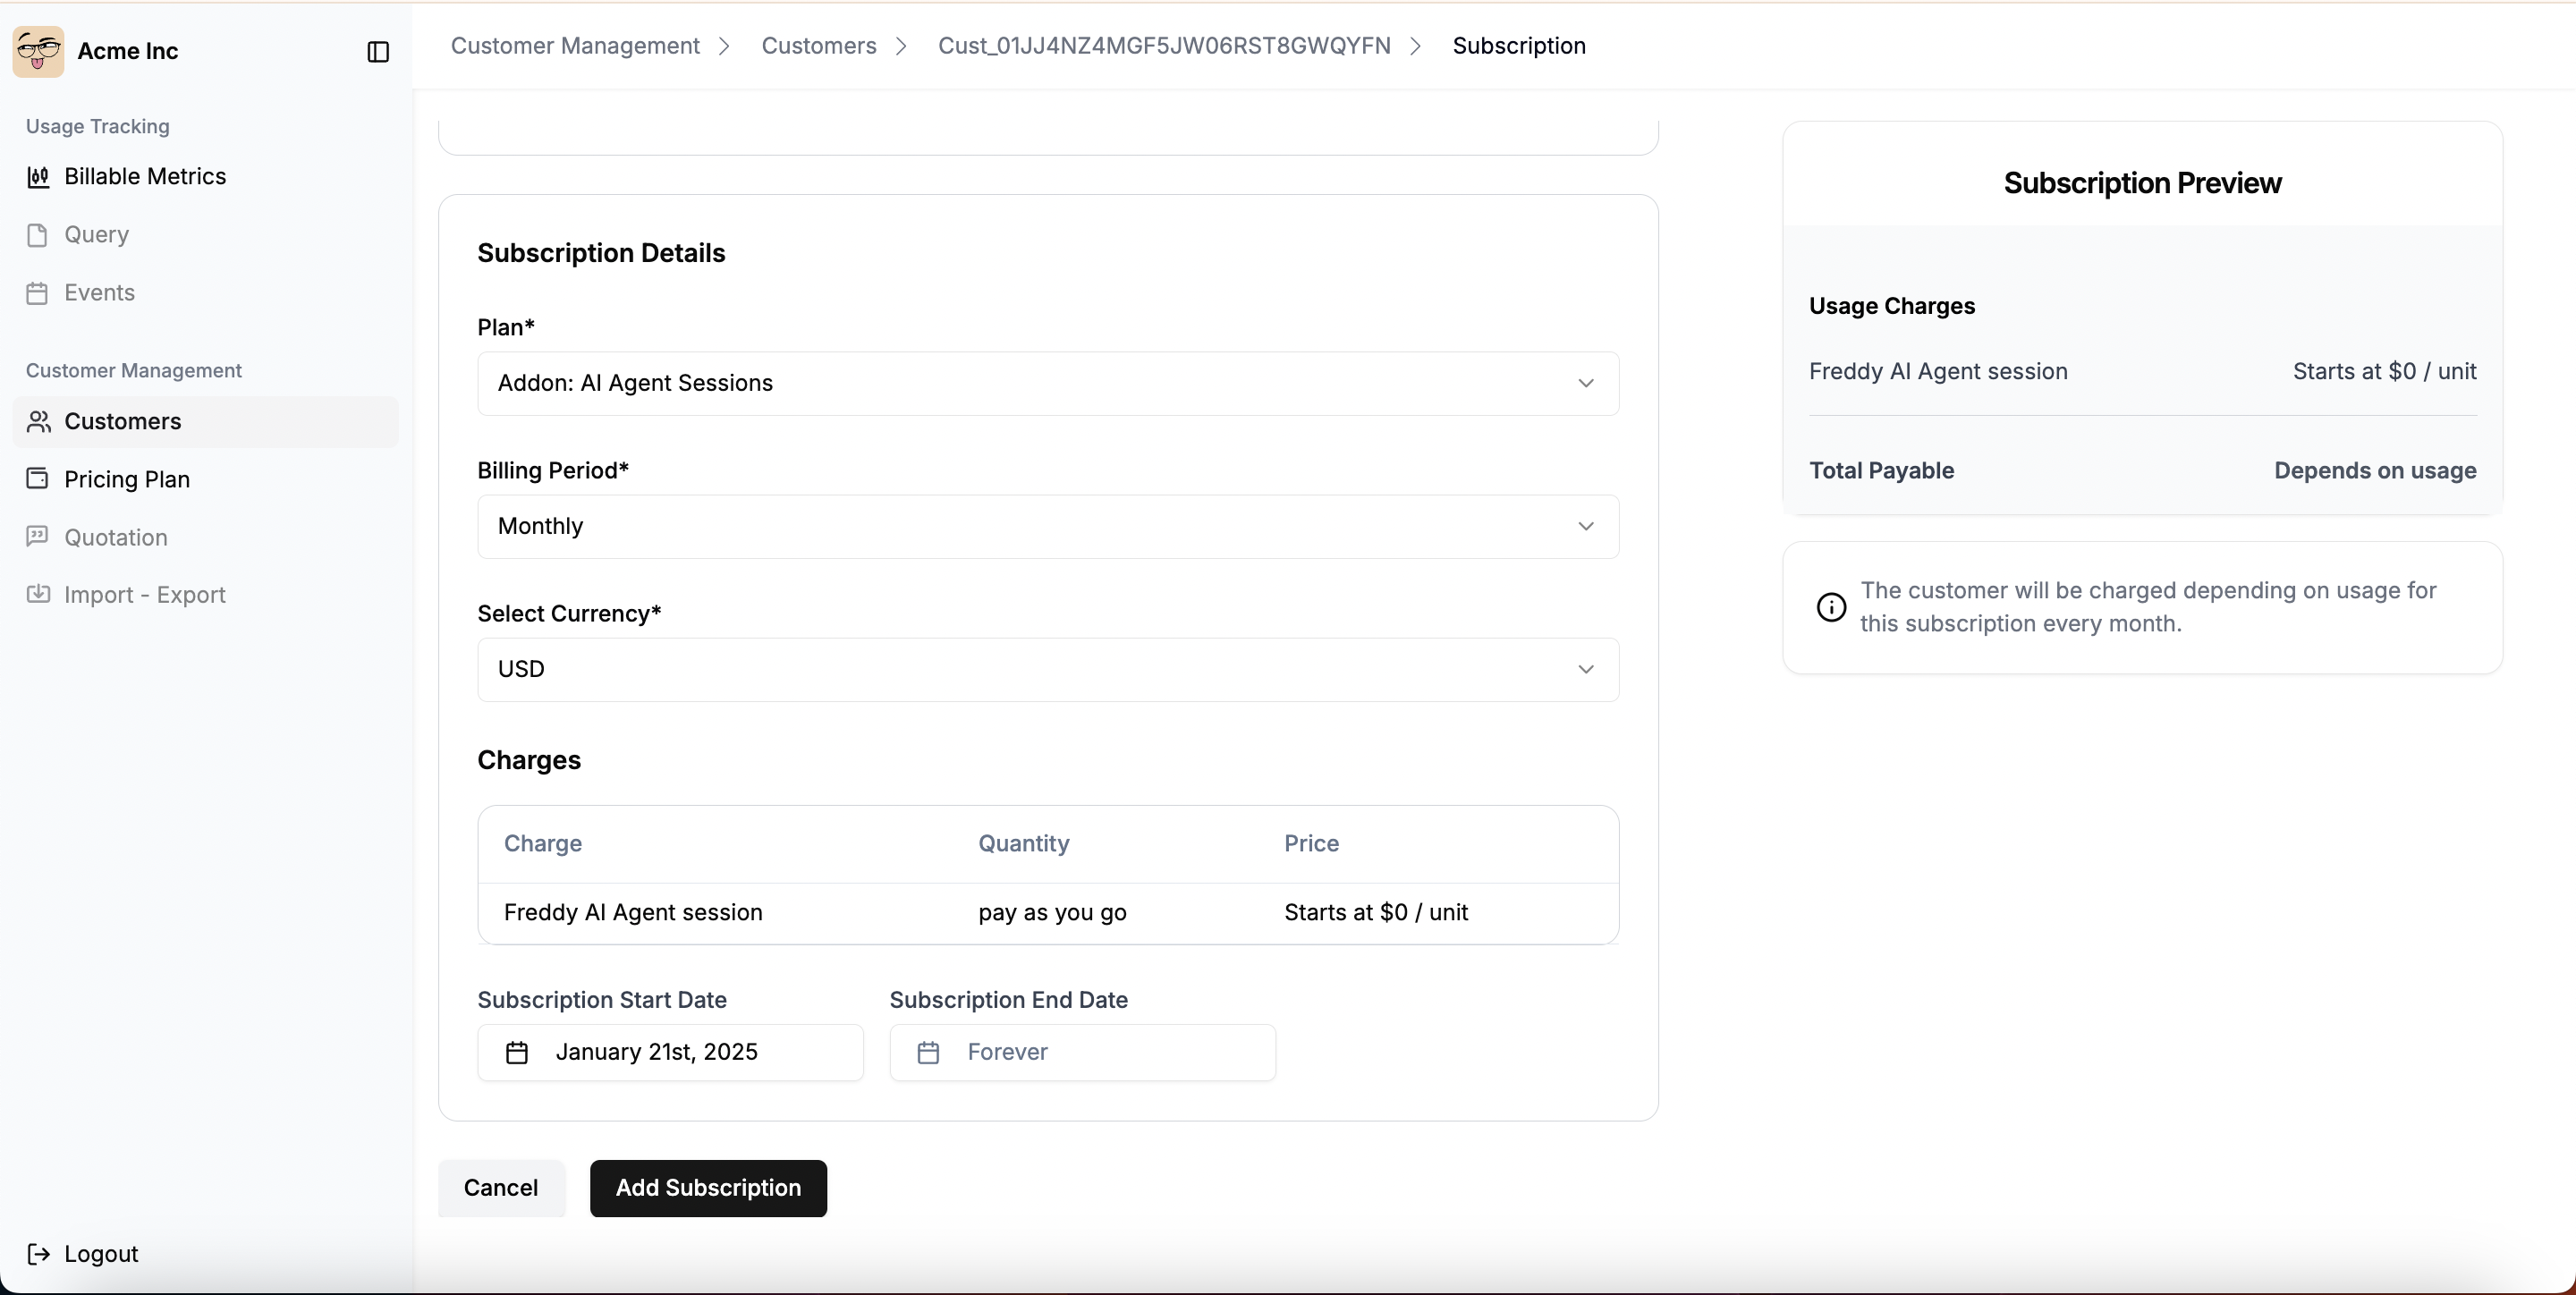 Acme Inc
Usage Tracking
Billable Metrics
Query
Events
Customer Management
Customers
Pricing Plan
Quotation
Import - Export
Logout
Customer Management > Customers > Cust_01JJ4NZ4MGF5JW06RST8GWQYFN > Subscription
Subscription Details
Plan*
Addon: AI Agent Sessions
Billing Period*
Monthly
Select Currency*
USD
Charges
Charge Quantity Price
Freddy AI Agent session pay as you go Starts at $0 / unit
Subscription Start Date Subscription End Date
January 21st, 2025 Forever
Cancel Add Subscription
Subscription Preview
Usage Charges
Freddy AI Agent session Starts at $0 / unit
Total Payable Depends on usage
The customer will be charged depending on usage for
this subscription every month.